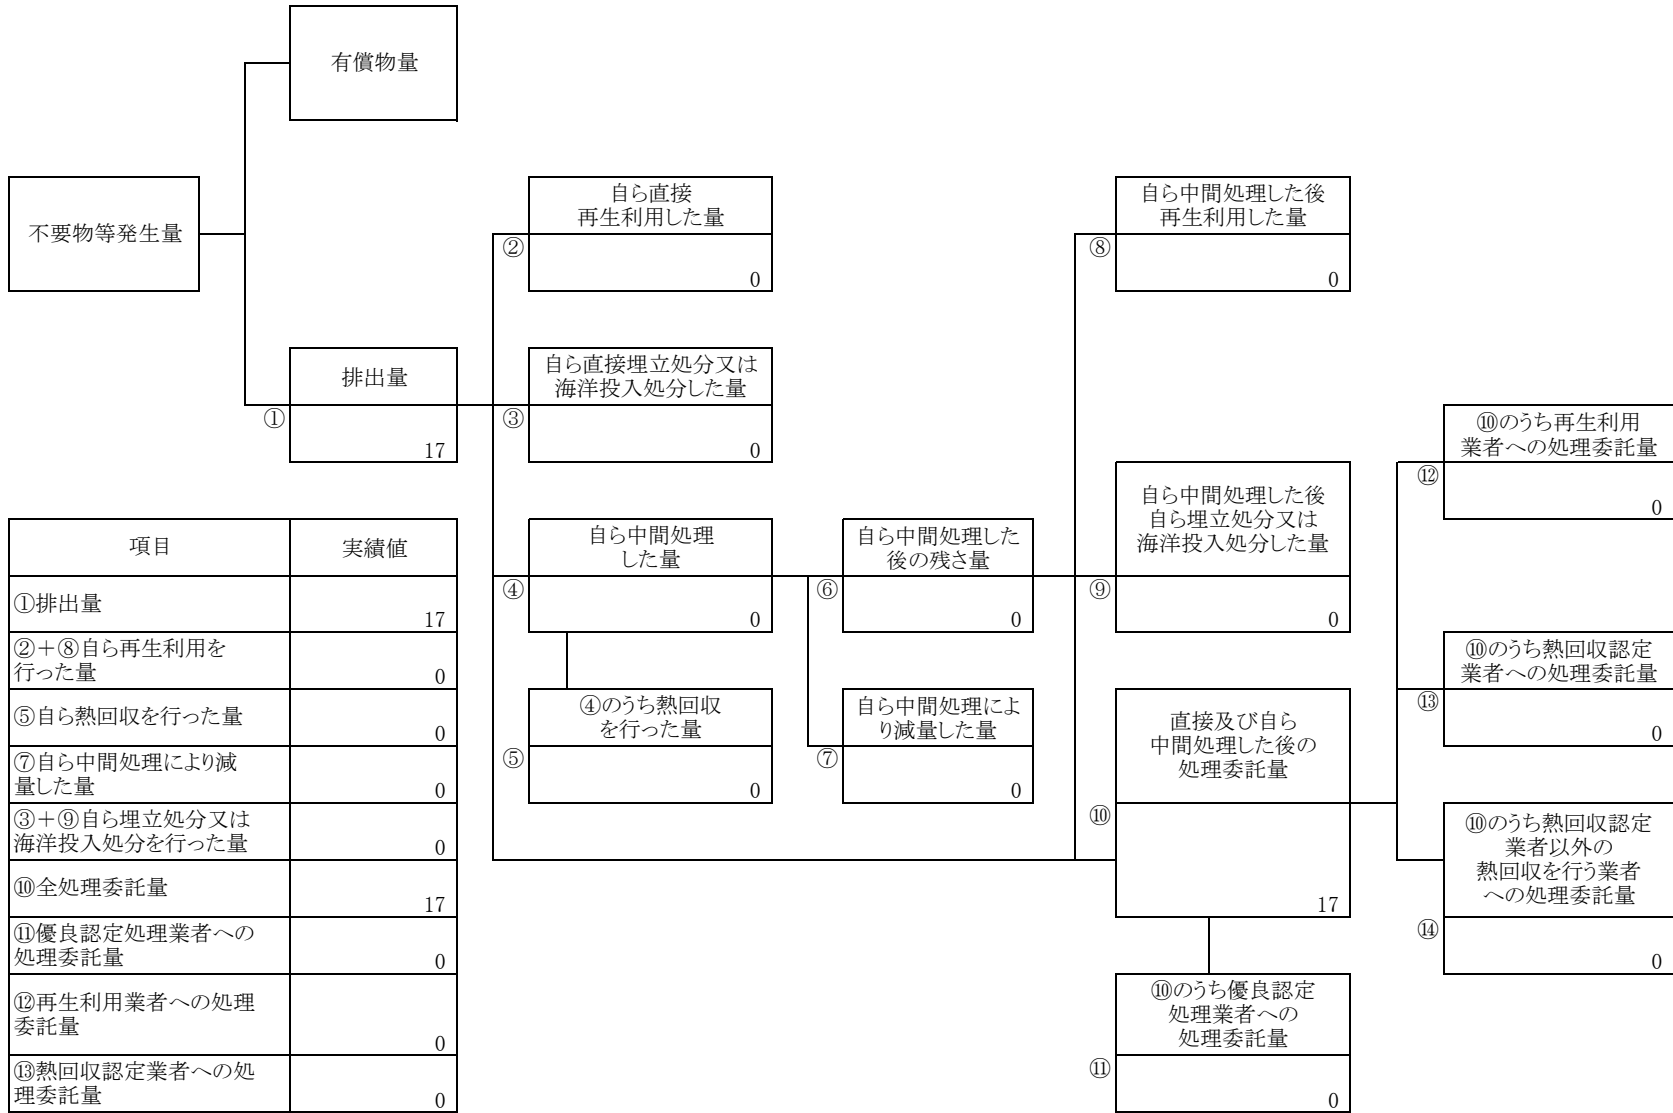 有償物量
不要物等発生量
自ら直接
再生利用した量
②
0
自ら中間処理した後
再生利用した量
⑧
0
排出量
①
17
自ら直接埋立処分又は
海洋投入処分した量
③
0
⑩のうち再生利用
業者への処理委託量
⑫
0
自ら中間処理した後
自ら埋立処分又は
海洋投入処分した量
⑨
0
自ら中間処理
した量
④
0
自ら中間処理した
後の残さ量
⑥
0
⑩のうち熱回収認定
業者への処理委託量
⑬
0
④のうち熱回収
を行った量
⑤
0
自ら中間処理によ
り減量した量
⑦
0
直接及び自ら
中間処理した後の
処理委託量
⑩
17
⑩のうち熱回収認定
業者以外の
熱回収を行う業者
への処理委託量
⑭
0
⑩のうち優良認定
処理業者への
処理委託量
⑪
0
項目 実績値
①排出量
17
②＋⑧自ら再生利用を
行った量
0
⑤自ら熱回収を行った量
0
⑦自ら中間処理により減
量した量
0
③＋⑨自ら埋立処分又は
海洋投入処分を行った量
0
⑩全処理委託量
17
⑪優良認定処理業者への
処理委託量
0
⑫再生利用業者への処理
委託量
0
⑬熱回収認定業者への処
理委託量
0